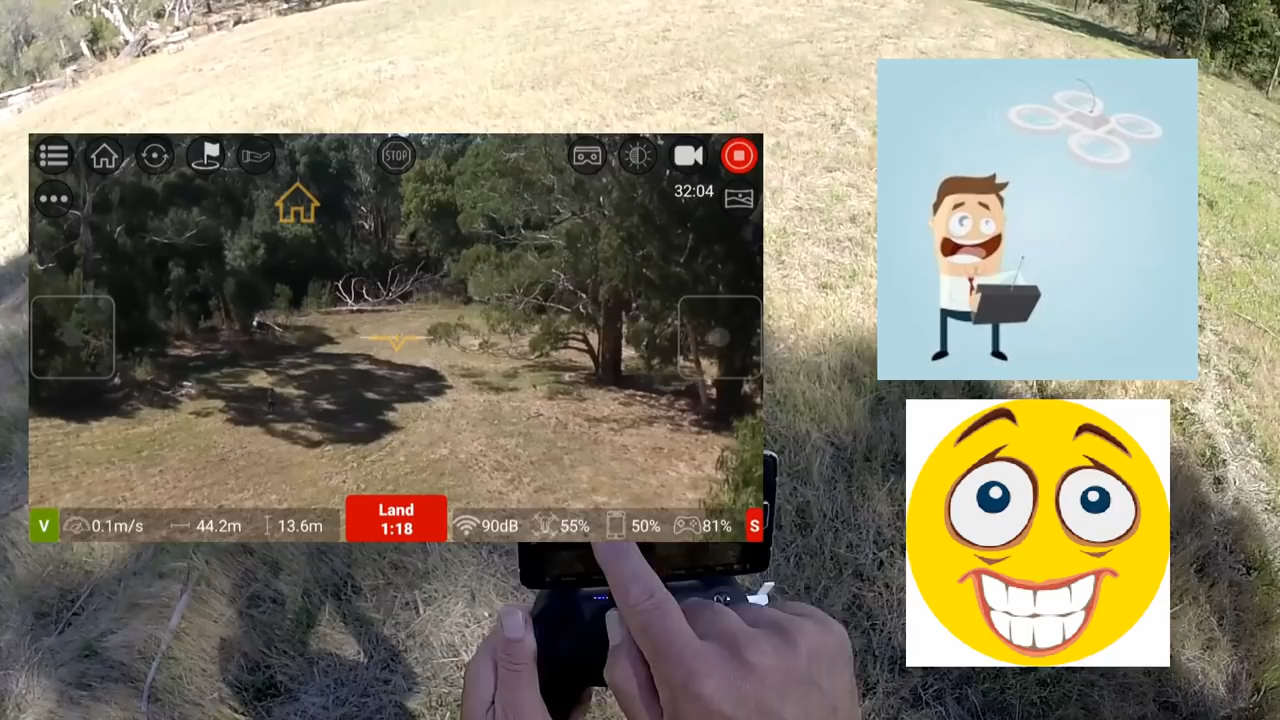 STOP
32:04
V
0.1m/s
44.2m
13.6m
Land
1:18
90dB
55%
50%
81%
S